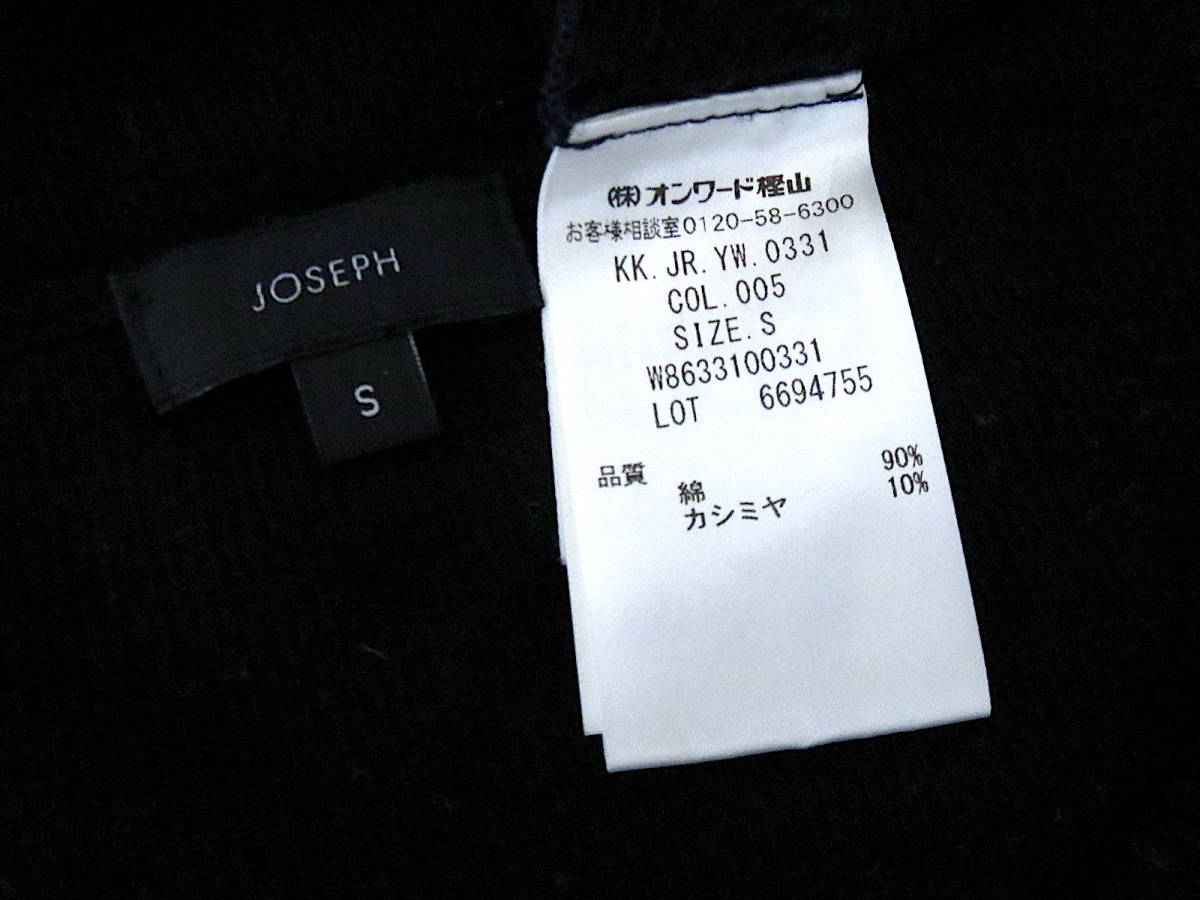 JOSEPH
S
(株)オンワード樫山
お客様相談室0120-58-6300
KK.JR.YW.0331
COL.005
SIZE.S
W8633100331
LOT 6694755
品質
綿 90%
カシミヤ 10%